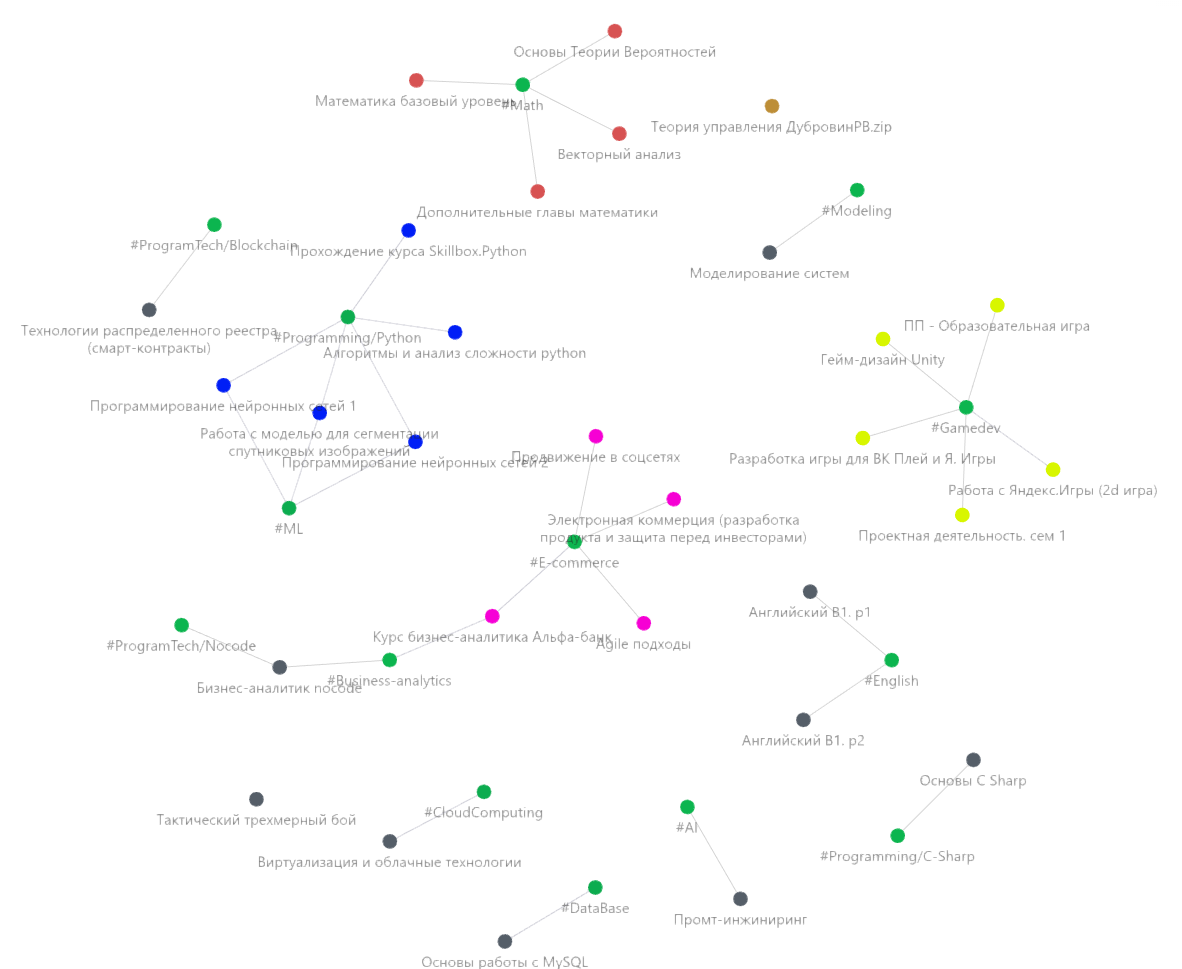 Основы Теории Вероятностей
Математика базовый уровень
#Math
Теория управления ДубровинРВ.zip
Векторный анализ
Дополнительные главы математики
#Modeling
#ProgramTech/Blockchain
Прохождение курса Skillbox.Python
Моделирование систем
ПП - Образовательная игра
Технологии распределенного реестра
(смарт-контракты)
#Programming/Python
Алгоритмы и анализ сложности python
Гейм-дизайн Unity
Программирование нейронных сетей 1
#Gamedev
Работа с моделью для сегментации
спутниковых изображений
Программирование нейронных сетей 2
Продвижение в соцсетях
Разработка игры для ВК Плей и Я. Игры
Работа с Яндекс.Игры (2d игра)
#ML
Электронная коммерция (разработка
продукта и защита перед инвесторами)
Проектная деятельность. сем 1
#E-commerce
Английский B1. p1
Курс бизнес-аналитика Альфа-банк
Agile подходы
#ProgramTech/Nocode
Бизнес-аналитик nocode
#Business-analytics
#English
Английский B1. p2
Основы C Sharp
Тактический трехмерный бой
#CloudComputing
#AI
Виртуализация и облачные технологии
#Programming/C-Sharp
#DataBase
Промт-инжиниринг
Основы работы с MySQL